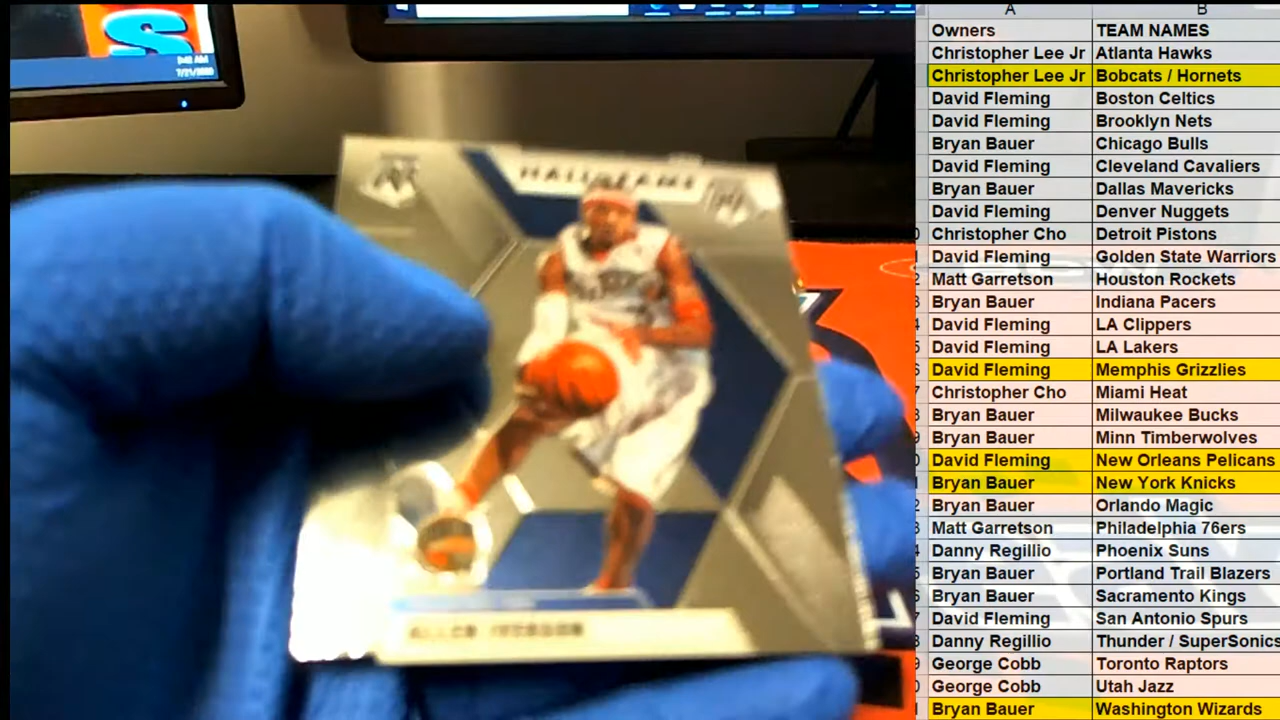 S
9:42 AM
7/21/2020
HALL OF FAME
ALLEN IVERSON
A B
Owners TEAM NAMES
Christopher Lee Jr Atlanta Hawks
Christopher Lee Jr Bobcats / Hornets
David Fleming Boston Celtics
David Fleming Brooklyn Nets
Bryan Bauer Chicago Bulls
David Fleming Cleveland Cavaliers
Bryan Bauer Dallas Mavericks
David Fleming Denver Nuggets
Christopher Cho Detroit Pistons
David Fleming Golden State Warriors
Matt Garretson Houston Rockets
Bryan Bauer Indiana Pacers
David Fleming LA Clippers
David Fleming LA Lakers
David Fleming Memphis Grizzlies
Christopher Cho Miami Heat
Bryan Bauer Milwaukee Bucks
Bryan Bauer Minn Timberwolves
David Fleming New Orleans Pelicans
Bryan Bauer New York Knicks
Bryan Bauer Orlando Magic
Matt Garretson Philadelphia 76ers
Danny Regillio Phoenix Suns
Bryan Bauer Portland Trail Blazers
Bryan Bauer Sacramento Kings
David Fleming San Antonio Spurs
Danny Regillio Thunder / SuperSonics
George Cobb Toronto Raptors
George Cobb Utah Jazz
Bryan Bauer Washington Wizards